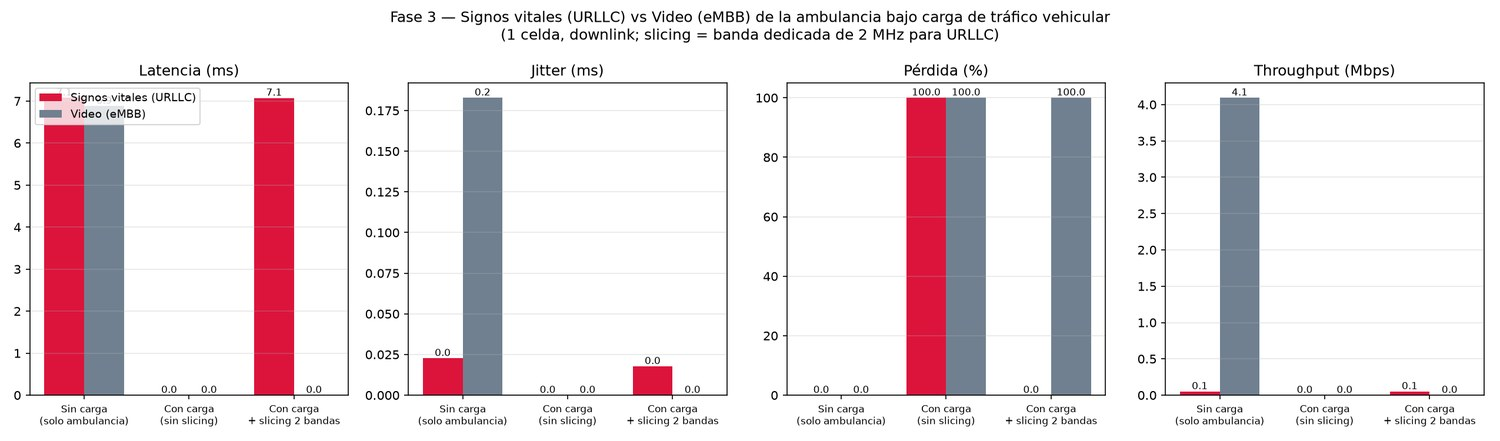 Fase 3 — Signos vitales (URLLC) vs Video (eMBB) de la ambulancia bajo carga de tráfico vehicular
(1 celda, downlink; slicing = banda dedicada de 2 MHz para URLLC)
Latencia (ms)
Signos vitales (URLLC)
Video (eMBB)
7
6
5
4
3
2
1
0
0.0
0.0
7.1
0.0
Sin carga
(solo ambulancia)
Con carga
(sin slicing)
Con carga
+ slicing 2 bandas
Jitter (ms)
0.175
0.150
0.125
0.100
0.075
0.050
0.025
0.000
0.0
0.2
0.0
0.0
0.0
0.0
Sin carga
(solo ambulancia)
Con carga
(sin slicing)
Con carga
+ slicing 2 bandas
Pérdida (%)
100
80
60
40
20
0
0.0
0.0
100.0
100.0
0.0
100.0
Sin carga
(solo ambulancia)
Con carga
(sin slicing)
Con carga
+ slicing 2 bandas
Throughput (Mbps)
4.0
3.5
3.0
2.5
2.0
1.5
1.0
0.5
0.0
0.1
4.1
0.0
0.0
0.1
0.0
Sin carga
(solo ambulancia)
Con carga
(sin slicing)
Con carga
+ slicing 2 bandas